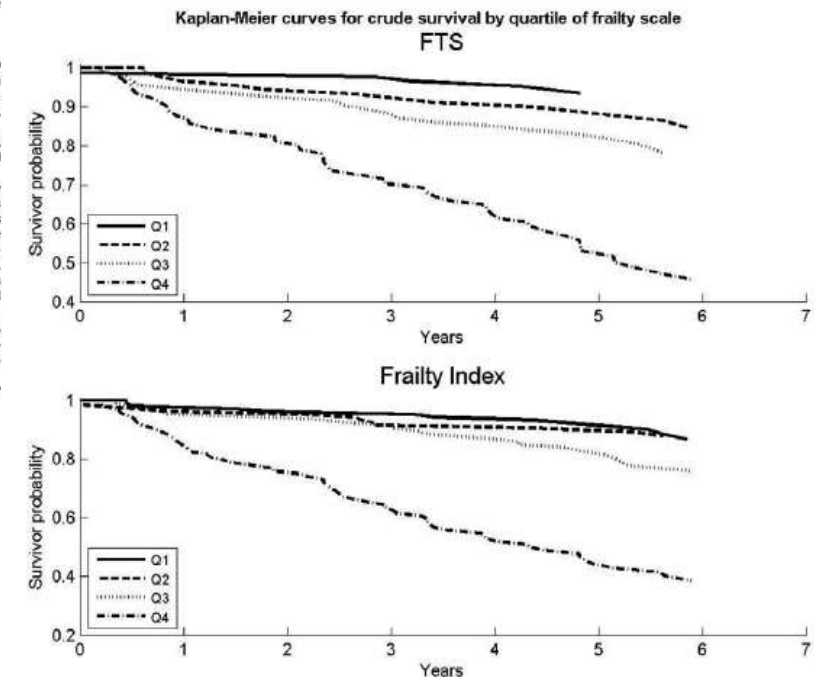 Kaplan-Meier curves for crude survival by quartile of frailty scale
FTS
Survivor probability
1
0.9
0.8
0.7
0.6
0.5
0.4
Q1
Q2
Q3
Q4
0 1 2 3 4 5 6 7
Years
Frailty Index
Survivor probability
1
0.8
0.6
0.4
0.2
Q1
Q2
Q3
Q4
0 1 2 3 4 5 6 7
Years